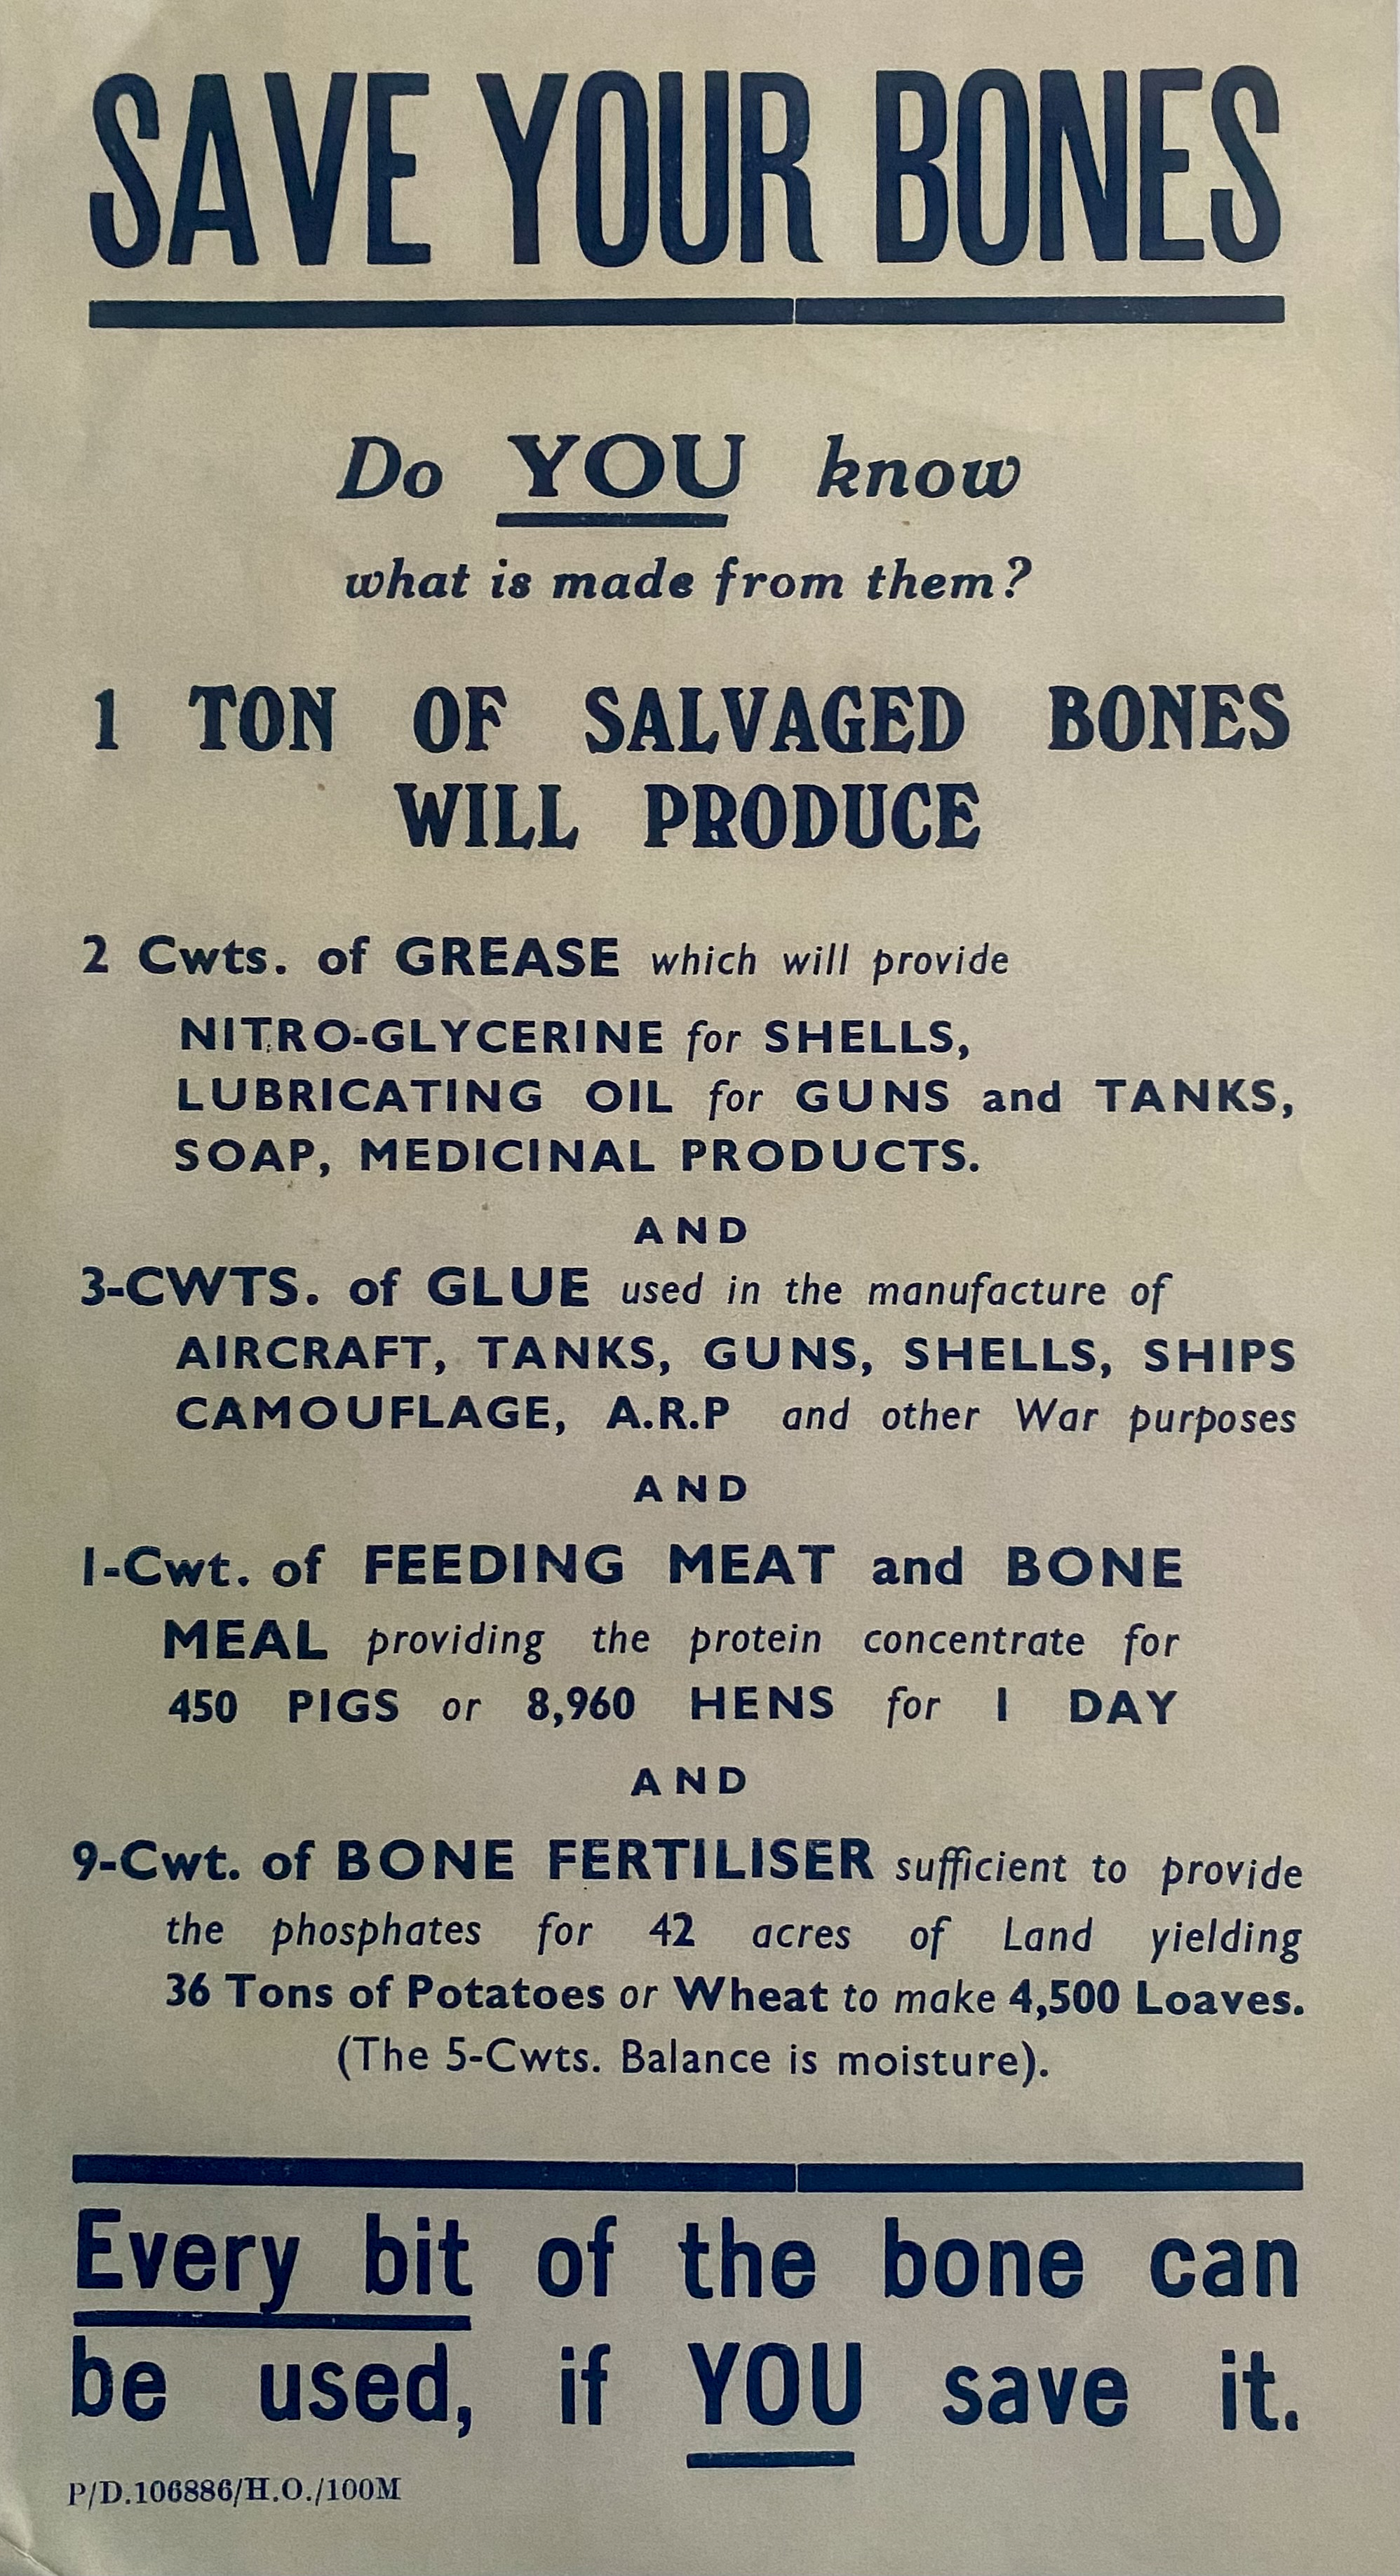 SAVE YOUR BONES
Do YOU know
what is made from them?
1 TON OF SALVAGED BONES
WILL PRODUCE
2 Cwts. of GREASE which will provide
NITRO-GLYCERINE for SHELLS,
LUBRICATING OIL for GUNS and TANKS,
SOAP, MEDICINAL PRODUCTS.
AND
3-CWTS. of GLUE used in the manufacture of
AIRCRAFT, TANKS, GUNS, SHELLS, SHIPS
CAMOUFLAGE, A.R.P and other War purposes
AND
1-Cwt. of FEEDING MEAT and BONE
MEAL providing the protein concentrate for
450 PIGS or 8,960 HENS for 1 DAY
AND
9-Cwt. of BONE FERTILISER sufficient to provide
the phosphates for 42 acres of Land yielding
36 Tons of Potatoes or Wheat to make 4,500 Loaves.
(The 5-Cwts. Balance is moisture).
Every bit of the bone can
be used, if YOU save it.
P/D.106886/H.O./100M